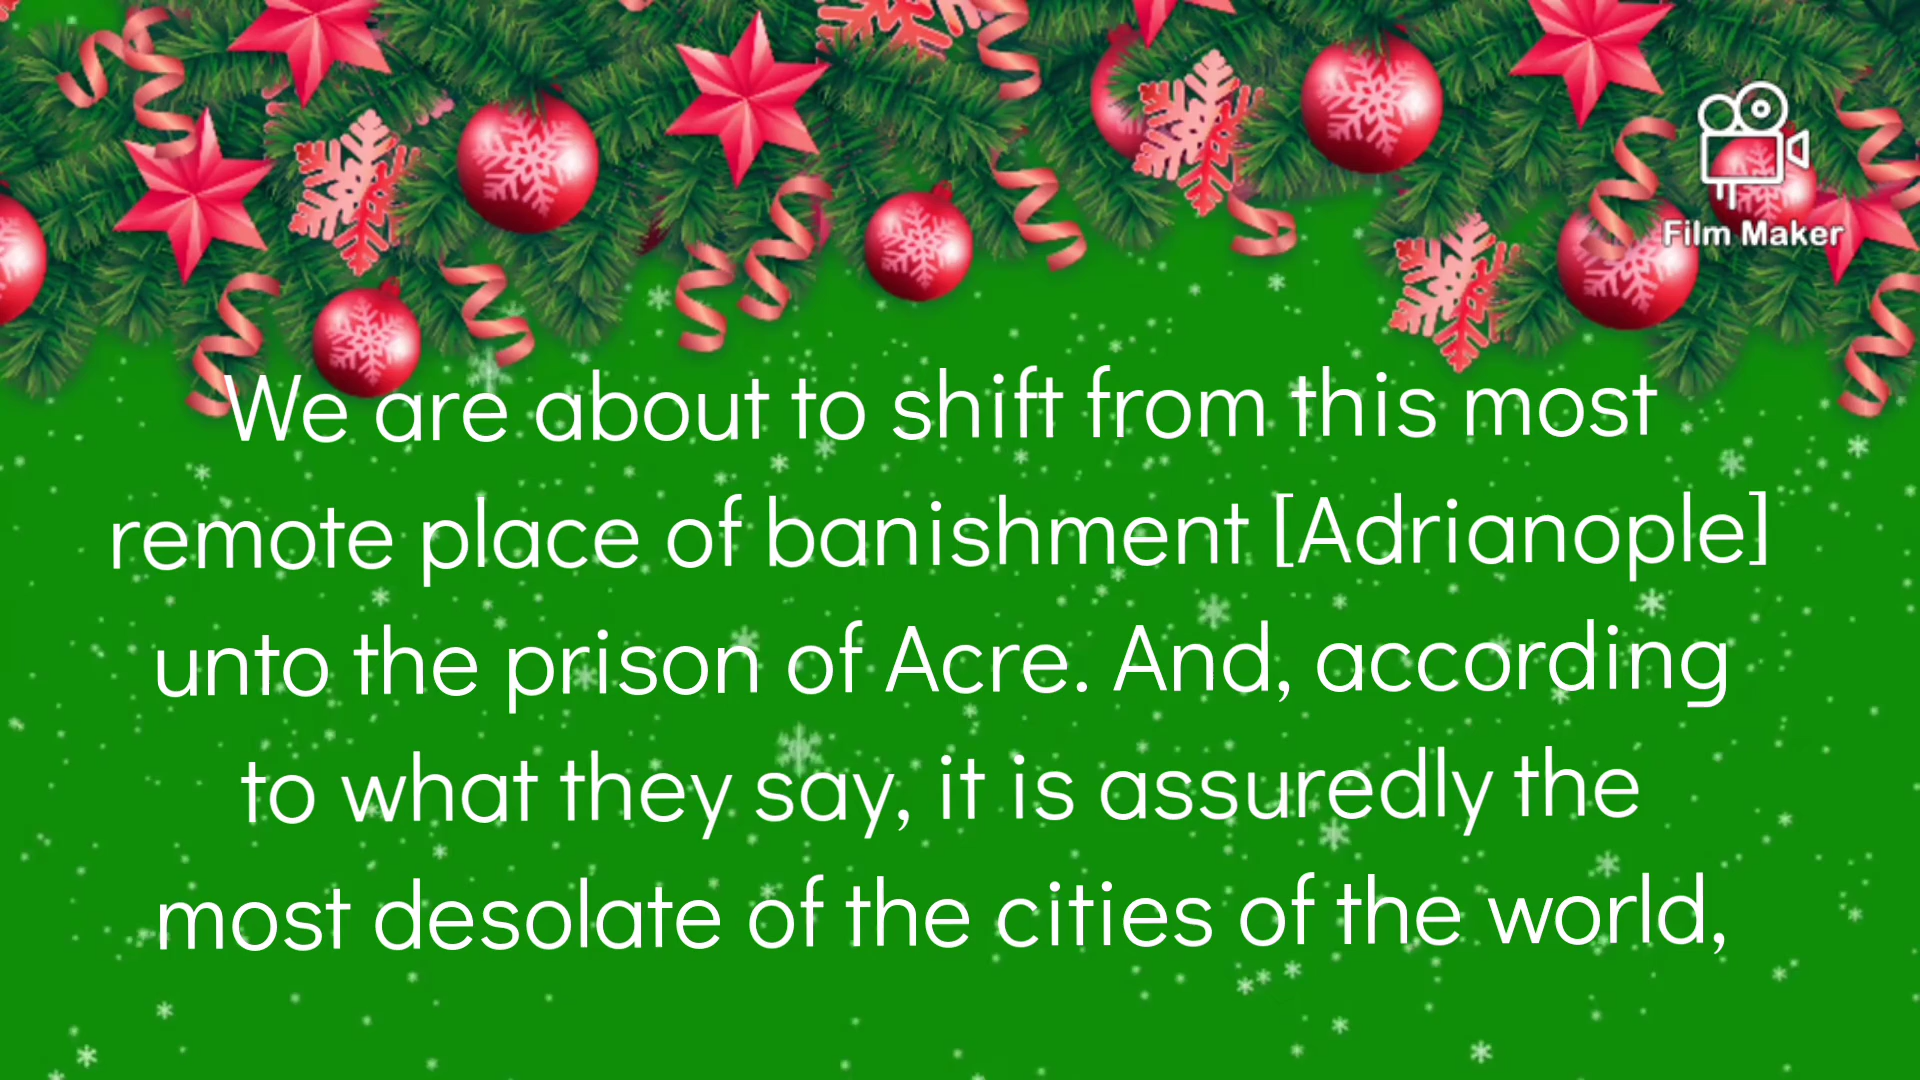 Film Maker
We are about to shift from this most
remote place of banishment [Adrianople]
unto the prison of Acre. And, according
to what they say, it is assuredly the
most desolate of the cities of the world,